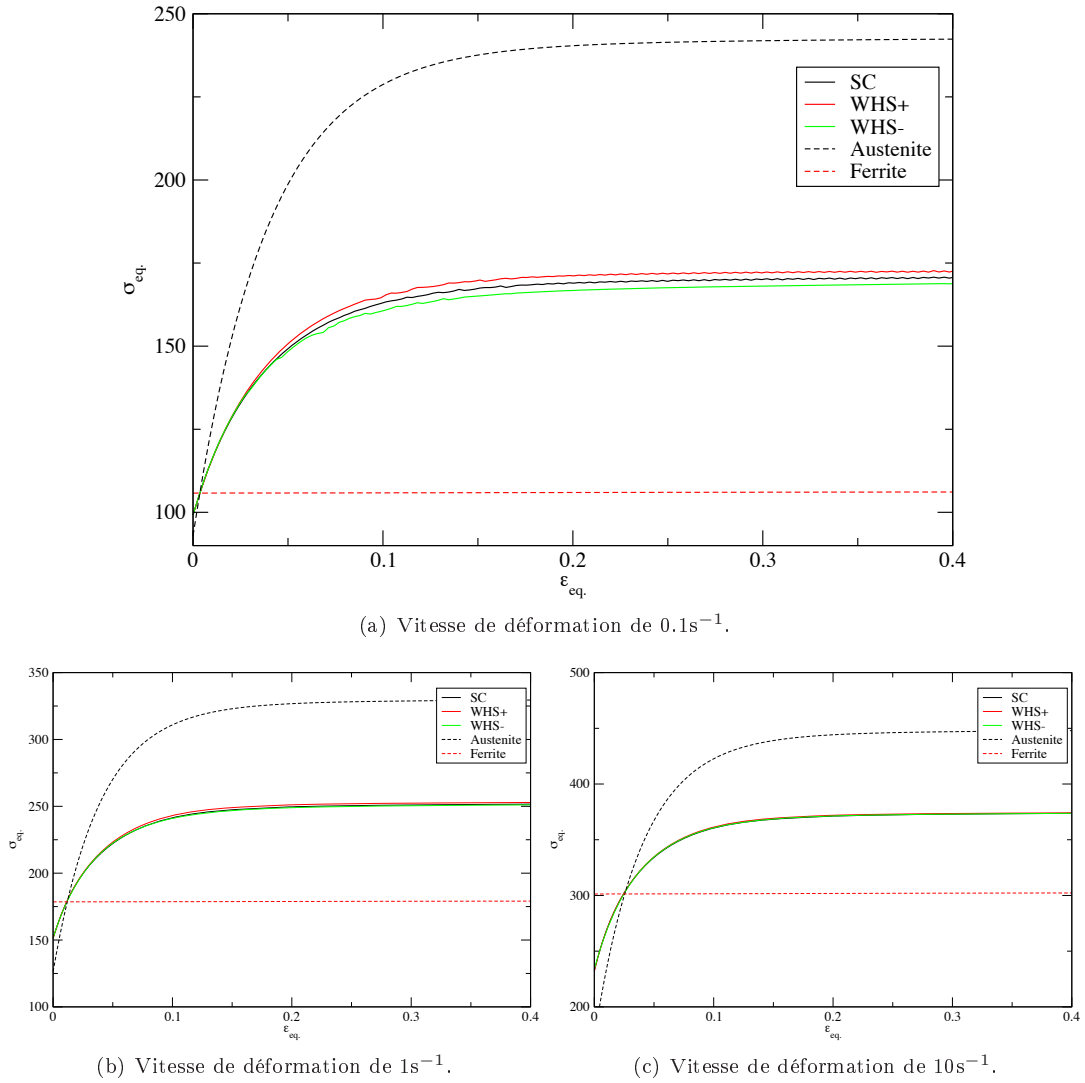 250
200
150
100
σeq.
SC
WHS+
WHS-
Austenite
Ferrite
0 0.1 0.2 0.3 0.4
εeq.
(a) Vitesse de déformation de 0.1s⁻¹.
350
300
250
200
150
100
σeq.
SC
WHS+
WHS-
Austenite
Ferrite
0 0.1 0.2 0.3 0.4
εeq.
(b) Vitesse de déformation de 1s⁻¹.
500
400
300
200
σeq.
SC
WHS+
WHS-
Austenite
Ferrite
0 0.1 0.2 0.3 0.4
εeq.
(c) Vitesse de déformation de 10s⁻¹.